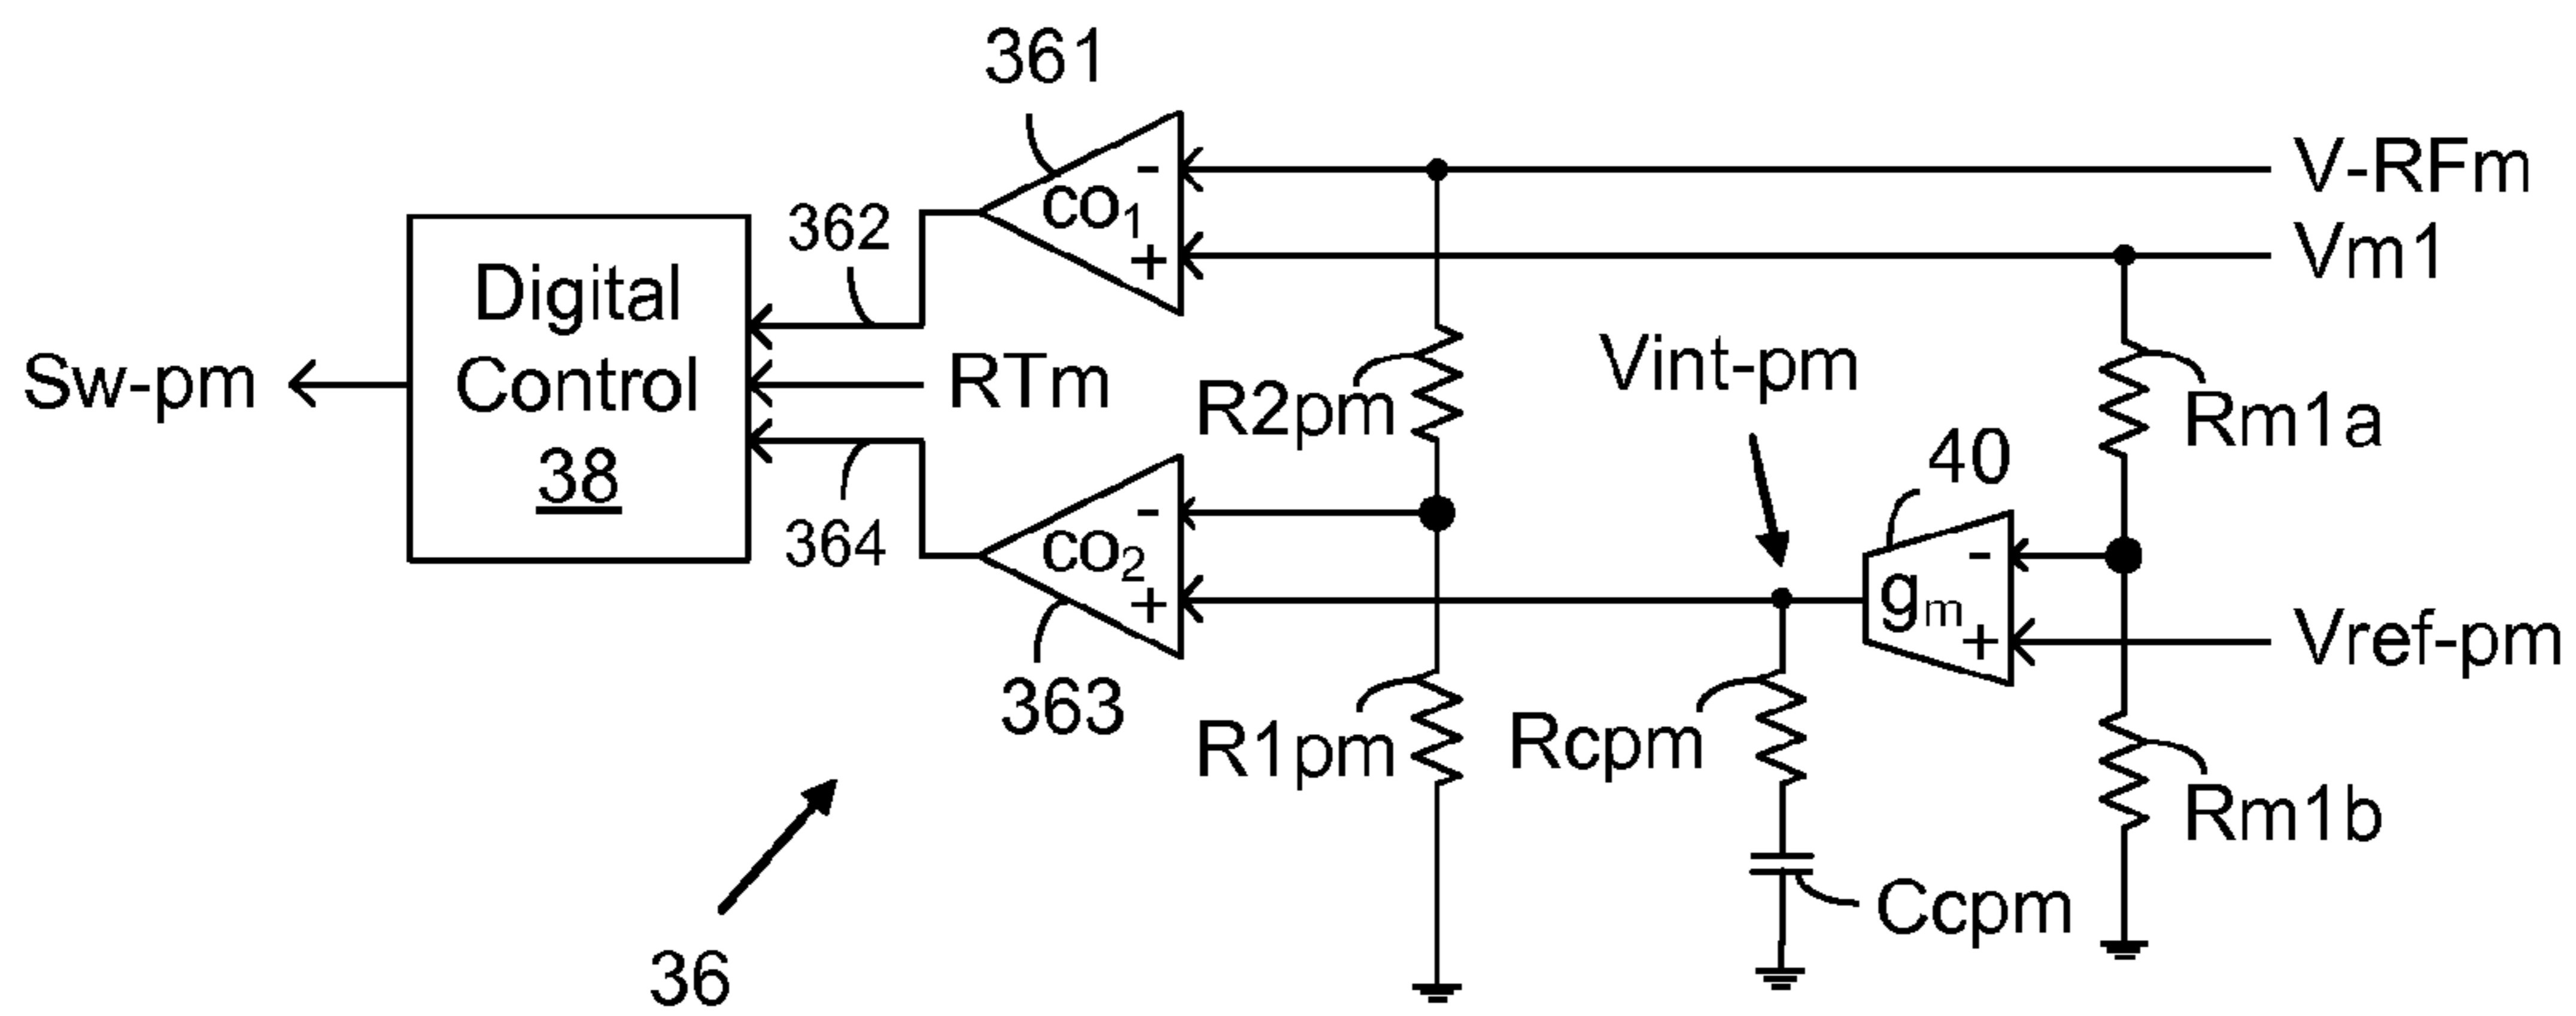 361
V-RFm
-
co1
362
+
Vm1
Digital
Control
38
Sw-pm
RTm
R2pm
Vint-pm
Rm1a
40
364
-
co2
+
-
gm
+
Vref-pm
363
R1pm
Rcpm
Rm1b
Ccpm
36